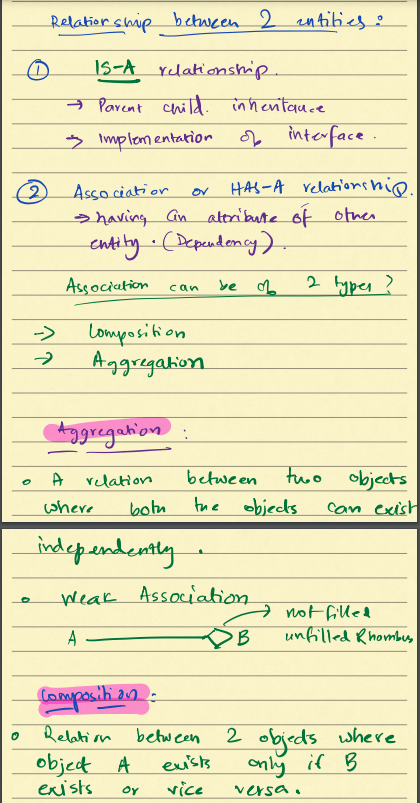 Relationship between 2 entities :
① IS-A relationship.
→ Parent child. inheritance
→ Implementation of interface.
② Association or HAS-A relationship.
→ having an attribute of other
entity. (Dependency).
Association can be of 2 types?
→ Composition
→ Aggregation
Aggregation :
• A relation between two objects
where both the objects can exist
independently .
• Weak Association
→ not filled
A B unfilled Rhombus
Composition :
• Relation between 2 objects where
object A exists only if B
exists or vice versa.